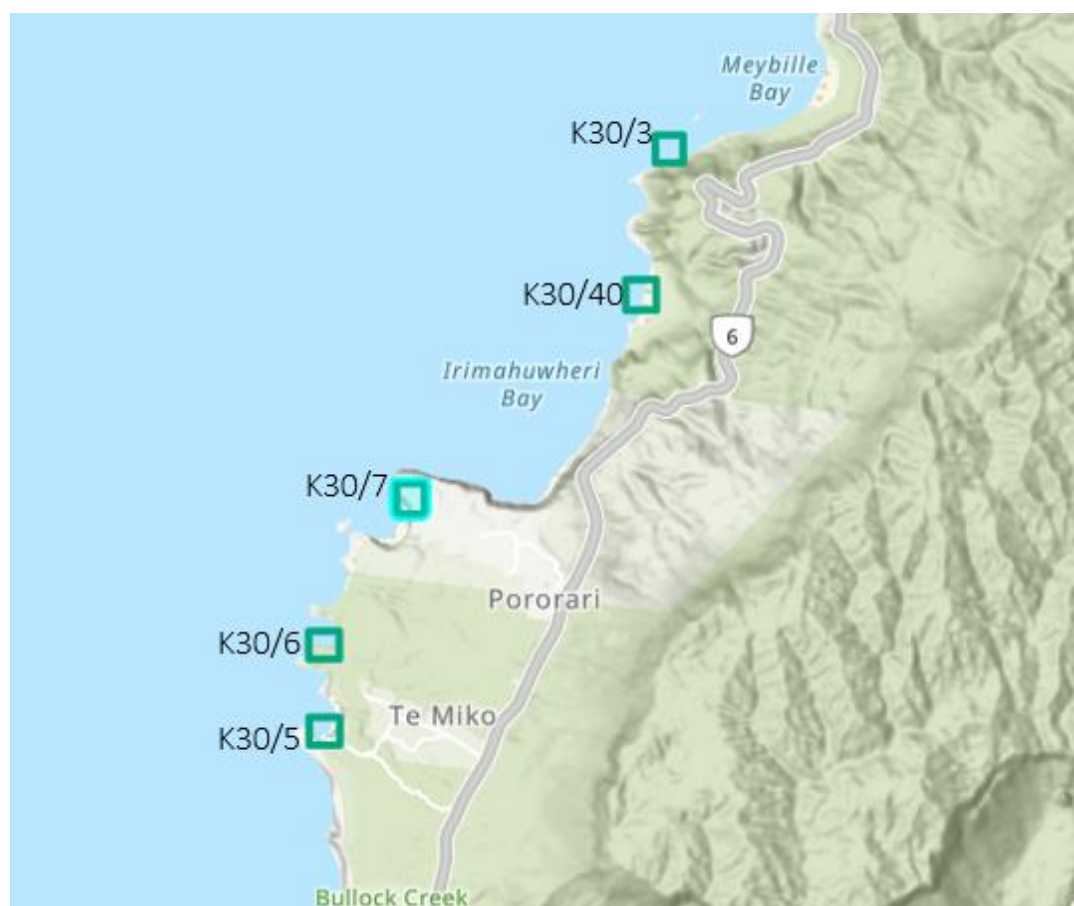 Meybille
Bay
K30/3
K30/40
6
Irimahuwheri
Bay
K30/7
Pororari
K30/6
Te Miko
K30/5
Bullock Creek